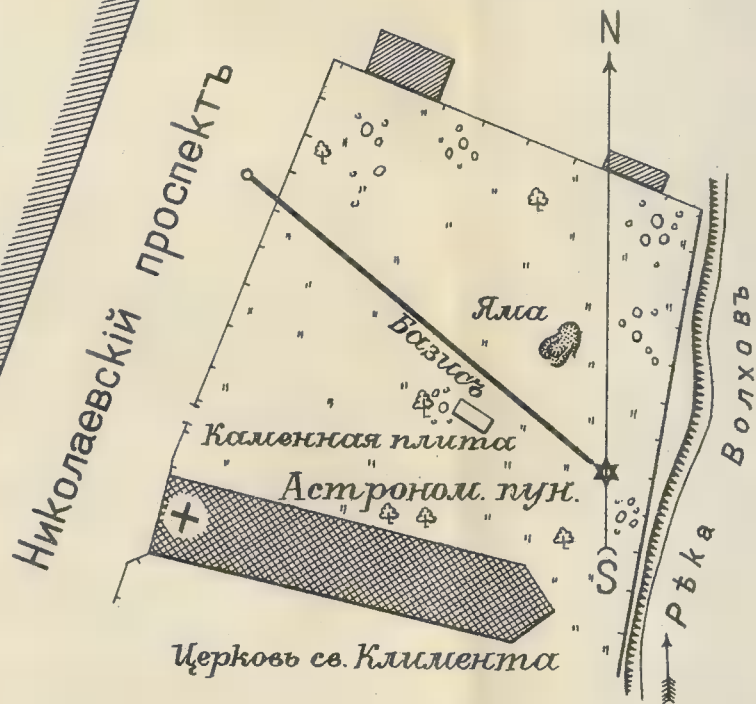 N
Николаевскій проспектъ
Яма
Базисъ
Каменная плита
Астроном. пун.
S
Волховъ
Рѣка
Церковь св. Климента